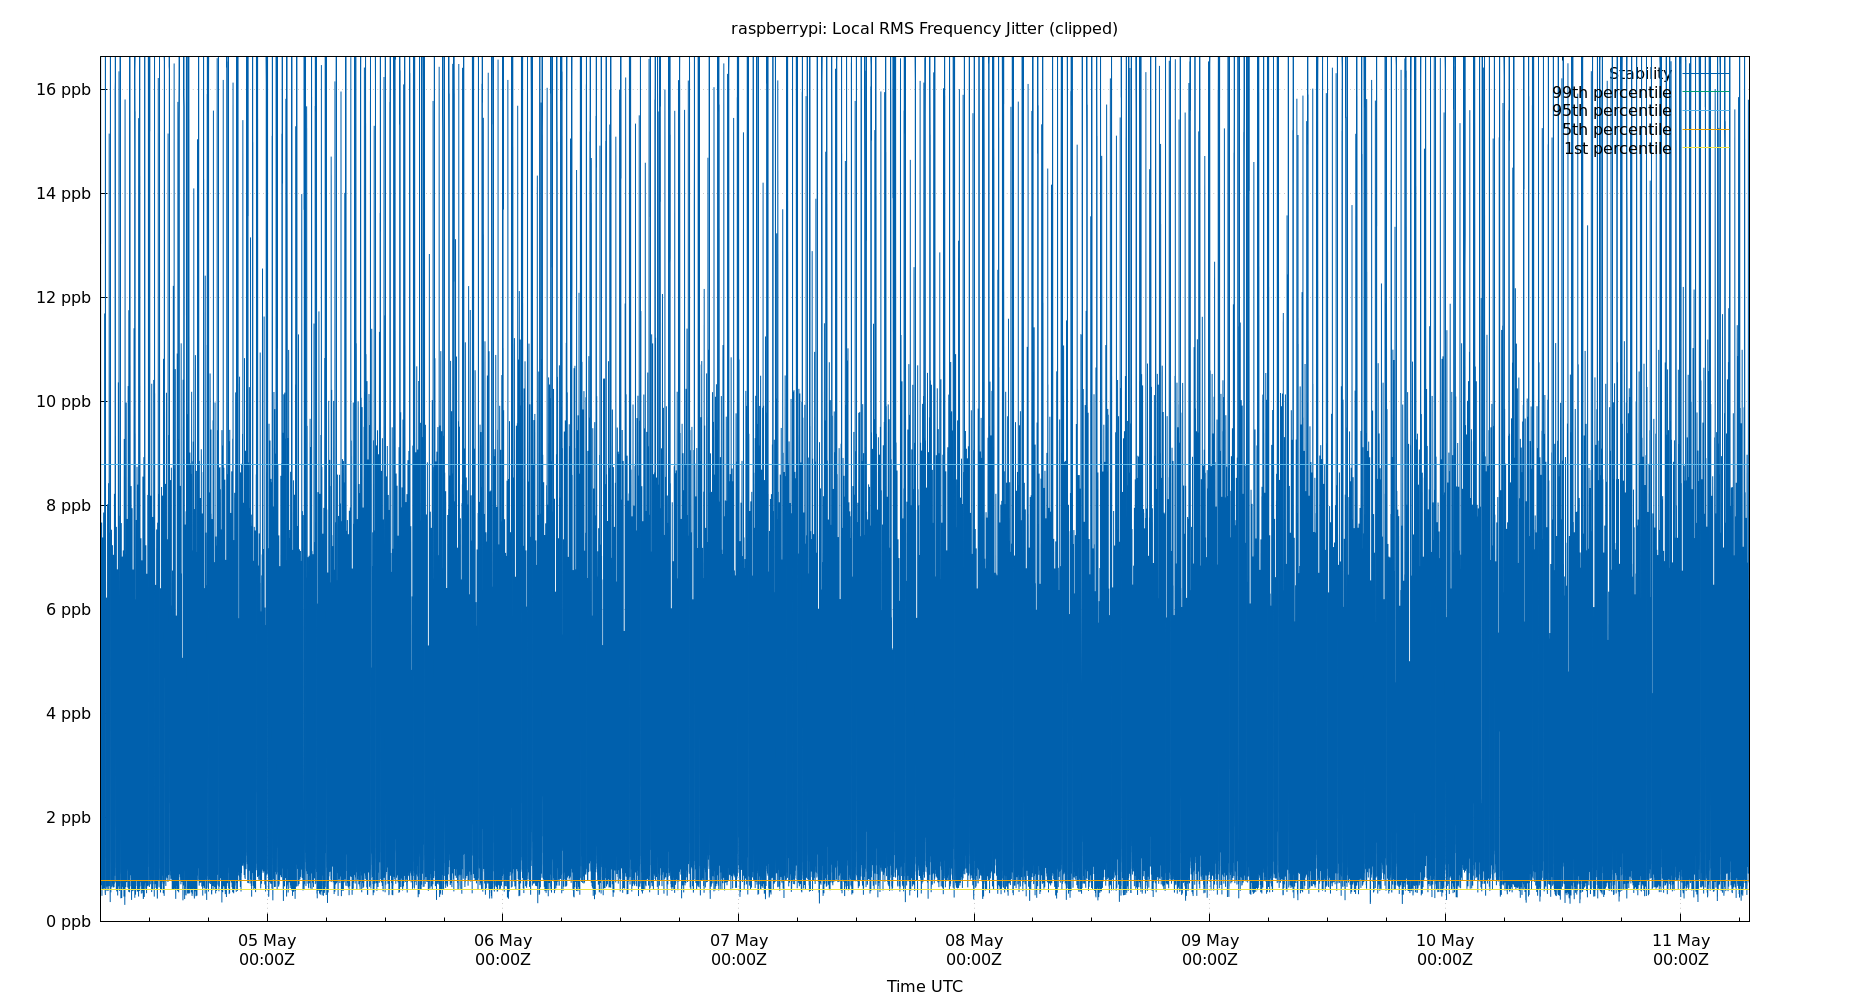 raspberrypi: Local RMS Frequency Jitter (clipped)
16 ppb
14 ppb
12 ppb
10 ppb
8 ppb
6 ppb
4 ppb
2 ppb
0 ppb
Stability
99th percentile
95th percentile
5th percentile
1st percentile
05 May 06 May 07 May 08 May 09 May 10 May 11 May
00:00Z 00:00Z 00:00Z 00:00Z 00:00Z 00:00Z 00:00Z
Time UTC